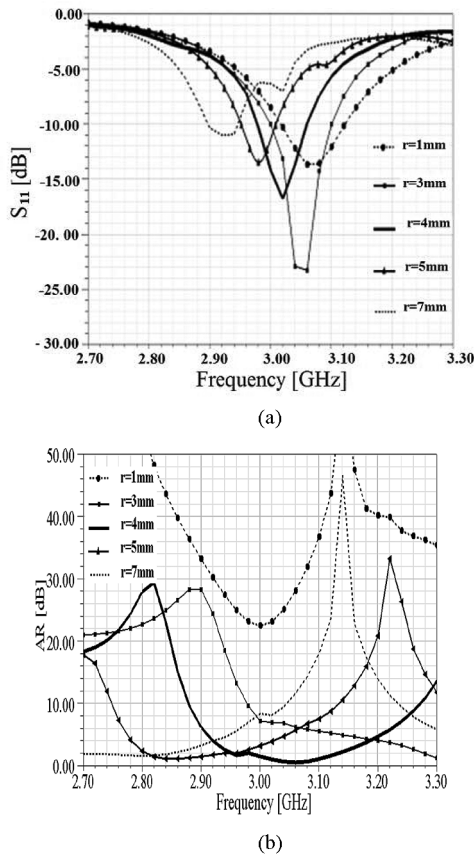 0.00
-5.00
-10.00
-15.00
-20.00
-25.00
- 30.00
S11 [dB]
r=1mm
r=3mm
r=4mm
r=5mm
r=7mm
2.70 2.80 2.90 3.00 3.10 3.20 3.30
Frequency [GHz]
(a)
50.00
40.00
30.00
20.00
10.00
0.00
AR [dB]
r=1mm
r=3mm
r=4mm
r=5mm
r=7mm
2.70 2.80 2.90 3.00 3.10 3.20 3.30
Frequency [GHz]
(b)